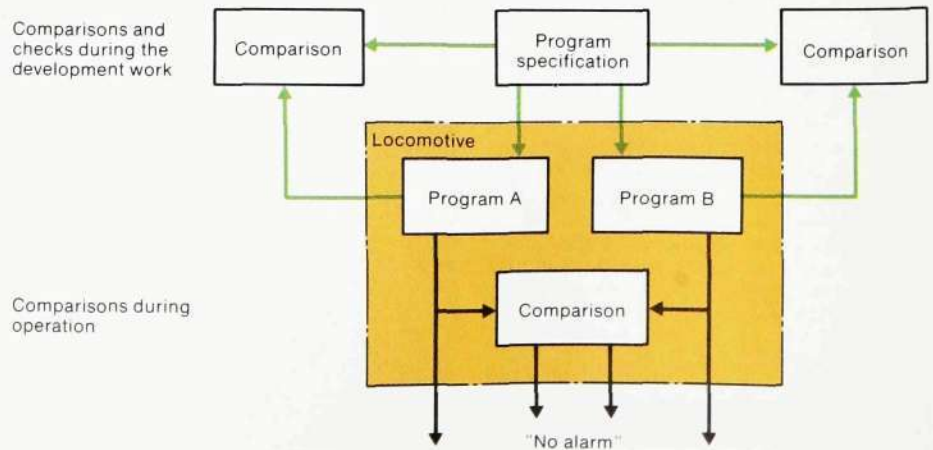 Comparisons and
checks during the
development work
Comparison
Program
specification
Comparison
Locomotive
Program A
Program B
Comparisons during
operation
Comparison
"No alarm"